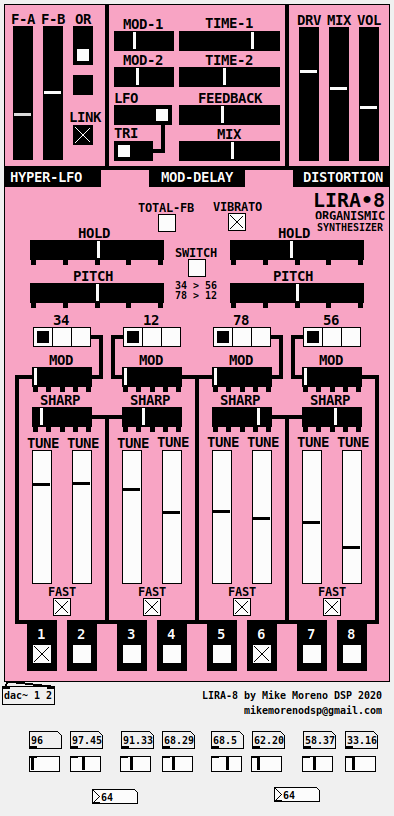 F-A F-B OR
MOD-1 TIME-1
DRV MIX VOL
MOD-2 TIME-2
LFO FEEDBACK
LINK
TRI MIX
HYPER-LFO MOD-DELAY DISTORTION
LIRA•8
ORGANISMIC
SYNTHESIZER
TOTAL-FB VIBRATO
HOLD HOLD
SWITCH
PITCH PITCH
34 > 56
78 > 12
34 12 78 56
MOD MOD MOD MOD
SHARP SHARP SHARP SHARP
TUNE TUNE TUNE TUNE TUNE TUNE TUNE TUNE
FAST FAST FAST FAST
1 2 3 4 5 6 7 8
dac~ 1 2
LIRA-8 by Mike Moreno DSP 2020
mikemorenodsp@gmail.com
96 97.45 91.33 68.29 68.5 62.20 58.37 33.16
64 64